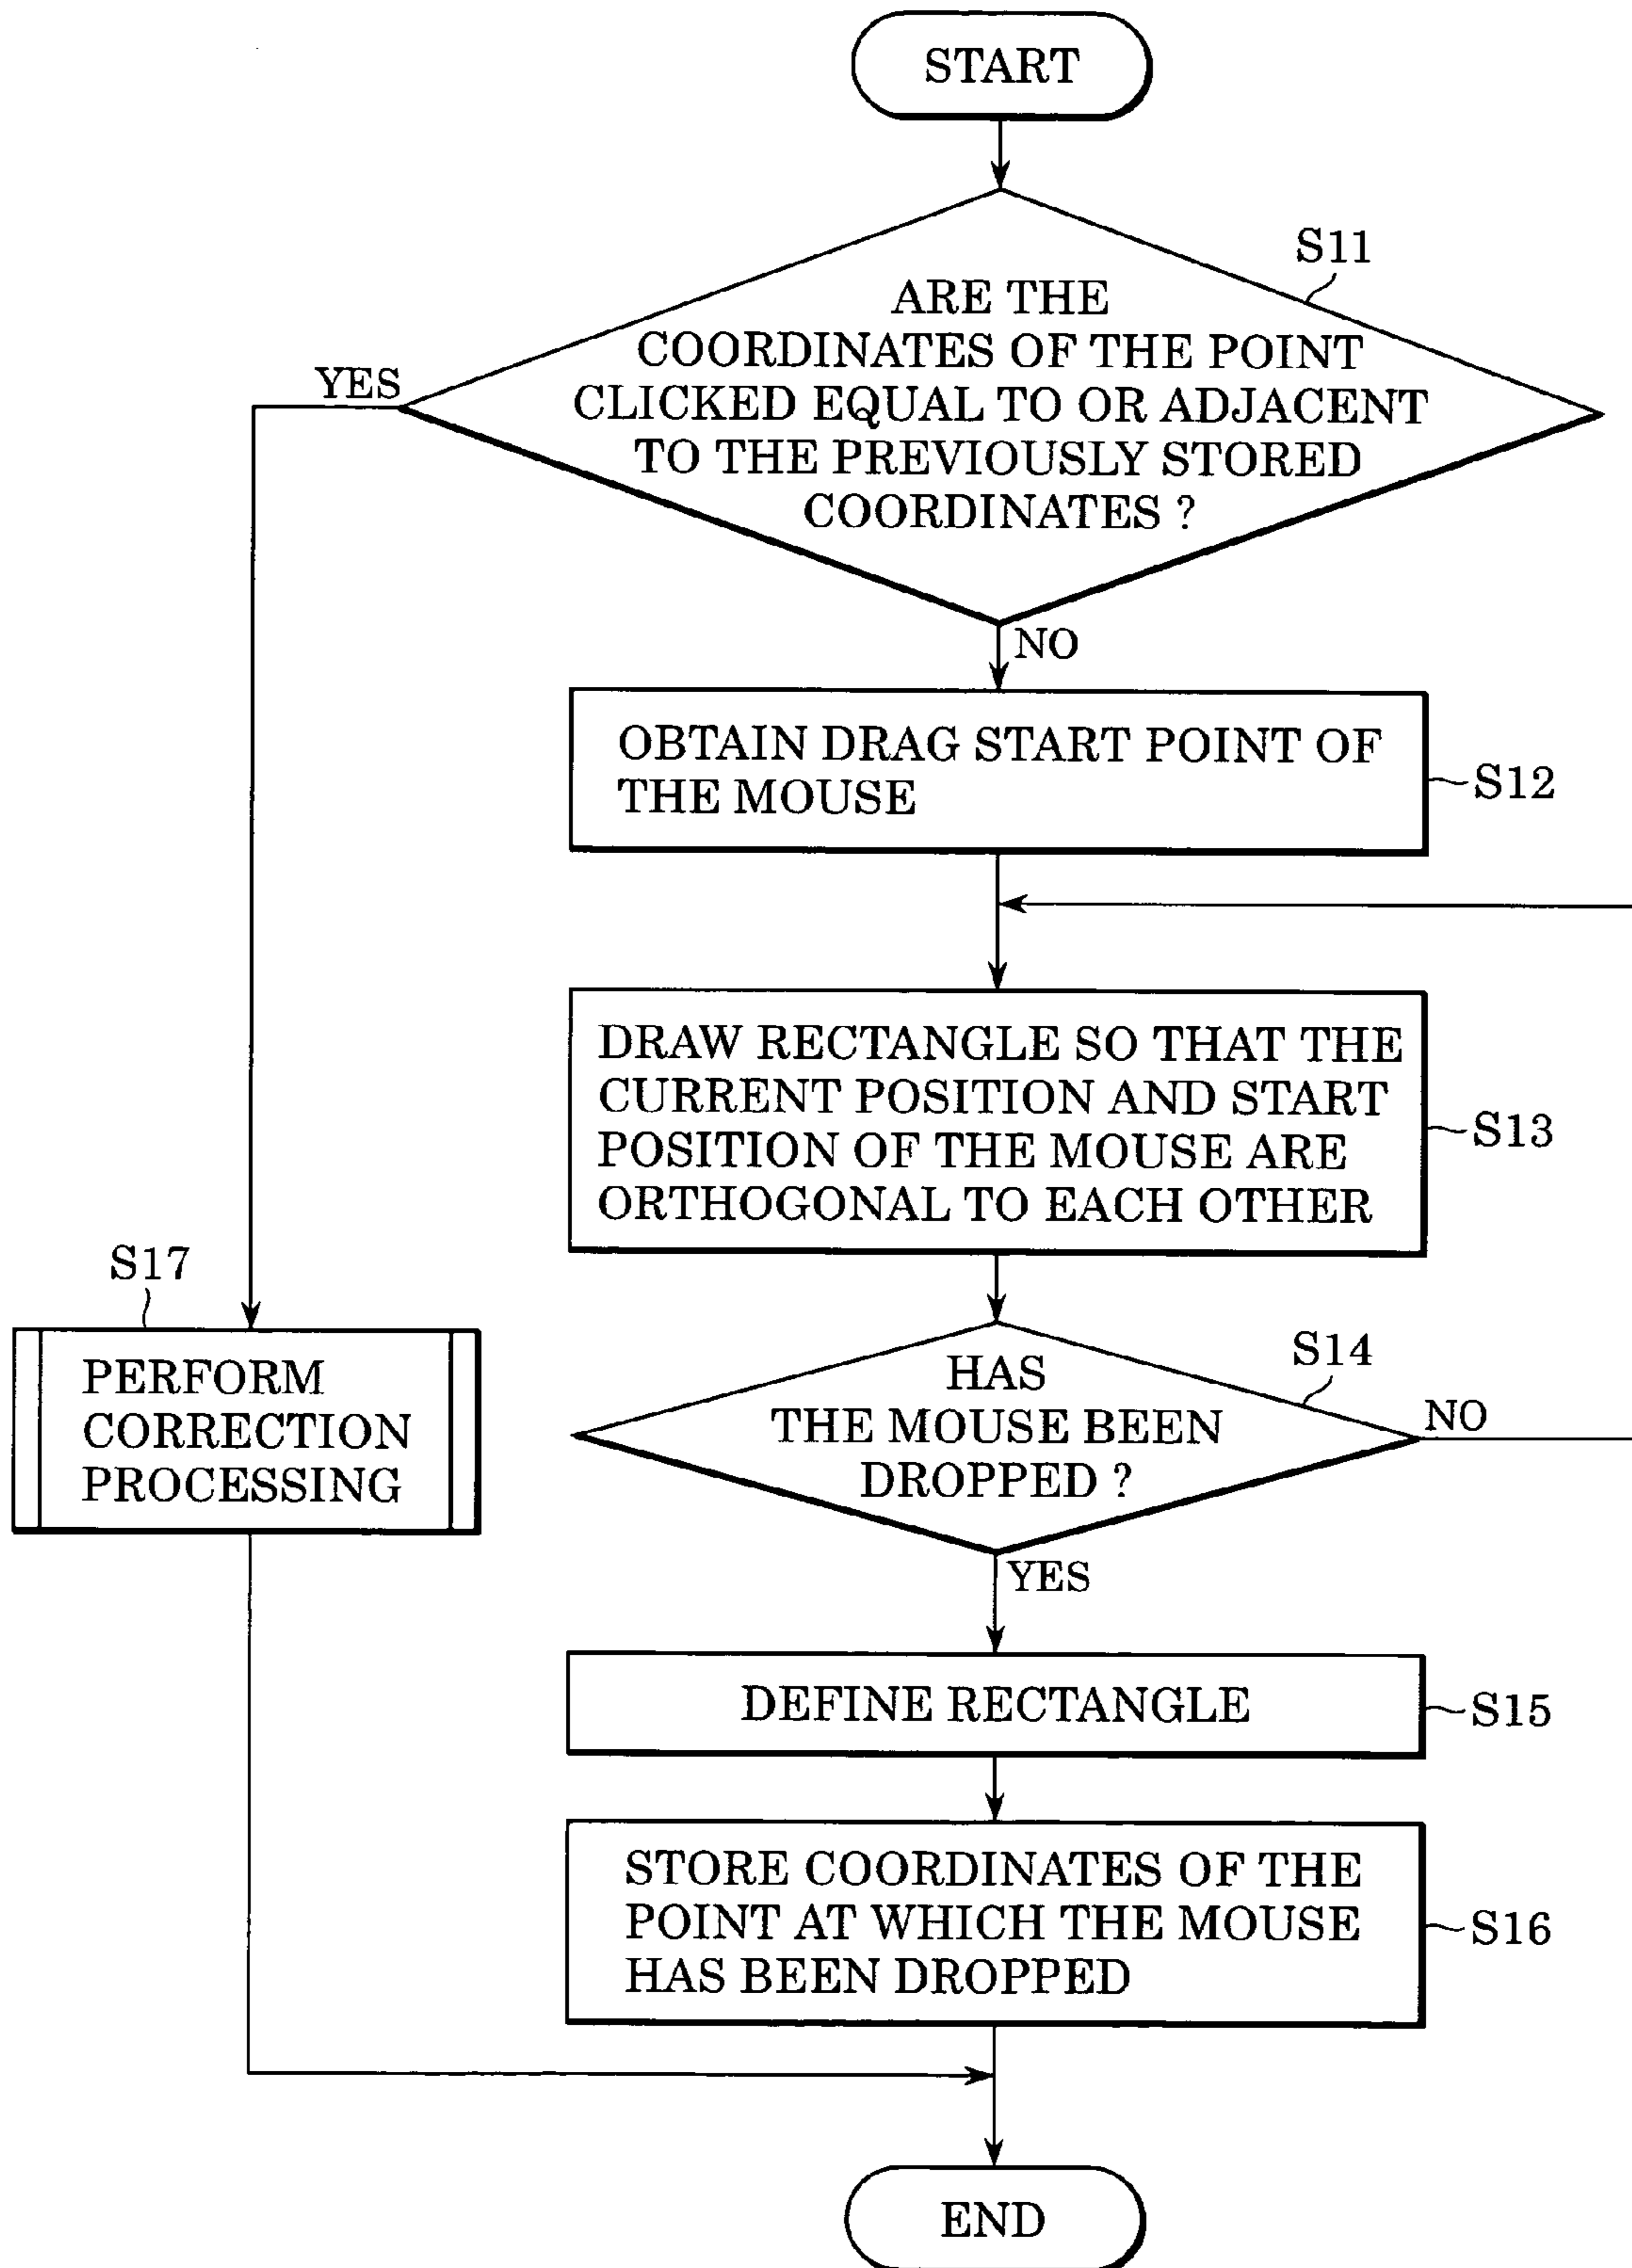 START
S11
ARE THE
COORDINATES OF THE POINT
CLICKED EQUAL TO OR ADJACENT
TO THE PREVIOUSLY STORED
COORDINATES ?
YES
NO
OBTAIN DRAG START POINT OF
THE MOUSE
S12
DRAW RECTANGLE SO THAT THE
CURRENT POSITION AND START
POSITION OF THE MOUSE ARE
ORTHOGONAL TO EACH OTHER
S13
S17
PERFORM
CORRECTION
PROCESSING
S14
HAS
THE MOUSE BEEN
DROPPED ?
NO
YES
DEFINE RECTANGLE
S15
STORE COORDINATES OF THE
POINT AT WHICH THE MOUSE
HAS BEEN DROPPED
S16
END